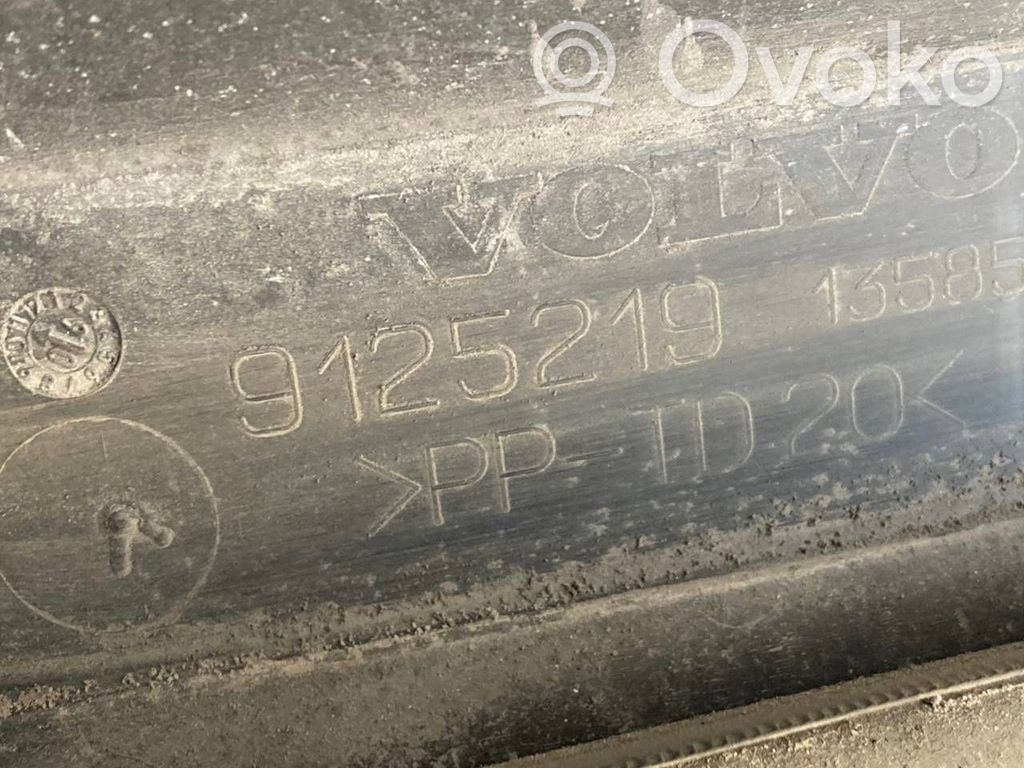 Ovoko
VOLVO
9125219 13585
>PP-TD20<